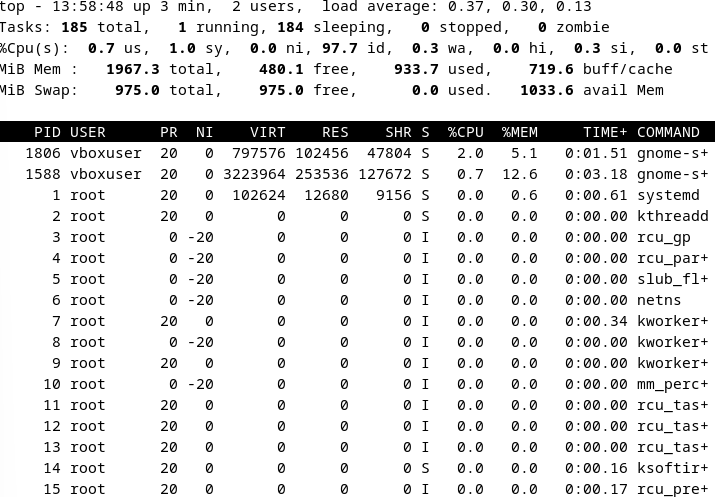 top - 13:58:48 up 3 min,  2 users,  load average: 0.37, 0.30, 0.13
Tasks: 185 total,   1 running, 184 sleeping,   0 stopped,   0 zombie
%Cpu(s):  0.7 us,  1.0 sy,  0.0 ni, 97.7 id,  0.3 wa,  0.0 hi,  0.3 si,  0.0 st
MiB Mem :   1967.3 total,    480.1 free,    933.7 used,    719.6 buff/cache
MiB Swap:    975.0 total,    975.0 free,      0.0 used.   1033.6 avail Mem
PID USER      PR  NI    VIRT    RES    SHR S  %CPU  %MEM     TIME+ COMMAND
1806 vboxuser  20   0  797576 102456  47804 S   2.0   5.1   0:01.51 gnome-s+
1588 vboxuser  20   0 3223964 253536 127672 S   0.7  12.6   0:03.18 gnome-s+
1 root      20   0  102624  12680   9156 S   0.0   0.6   0:00.61 systemd
2 root      20   0       0      0      0 S   0.0   0.0   0:00.00 kthreadd
3 root       0 -20       0      0      0 I   0.0   0.0   0:00.00 rcu_gp
4 root       0 -20       0      0      0 I   0.0   0.0   0:00.00 rcu_par+
5 root       0 -20       0      0      0 I   0.0   0.0   0:00.00 slub_fl+
6 root       0 -20       0      0      0 I   0.0   0.0   0:00.00 netns
7 root      20   0       0      0      0 I   0.0   0.0   0:00.34 kworker+
8 root       0 -20       0      0      0 I   0.0   0.0   0:00.00 kworker+
9 root      20   0       0      0      0 I   0.0   0.0   0:00.00 kworker+
10 root       0 -20       0      0      0 I   0.0   0.0   0:00.00 mm_perc+
11 root      20   0       0      0      0 I   0.0   0.0   0:00.00 rcu_tas+
12 root      20   0       0      0      0 I   0.0   0.0   0:00.00 rcu_tas+
13 root      20   0       0      0      0 I   0.0   0.0   0:00.00 rcu_tas+
14 root      20   0       0      0      0 S   0.0   0.0   0:00.16 ksoftir+
15 root      20   0       0      0      0 I   0.0   0.0   0:00.17 rcu_pre+